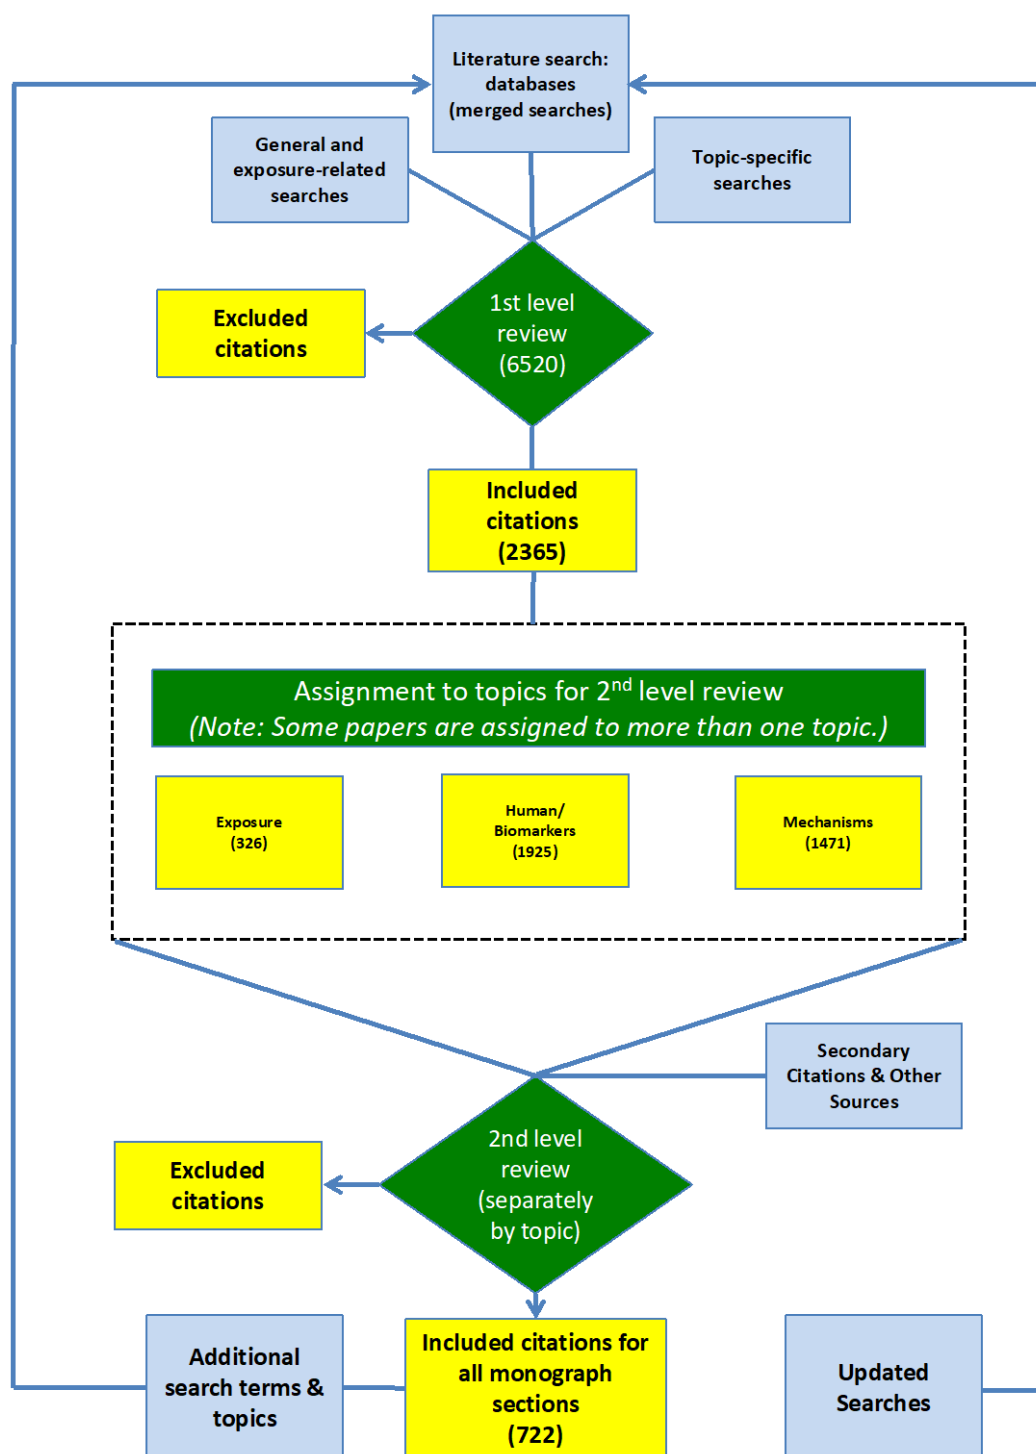 Literature search:
databases
(merged searches)
General and
exposure-related
searches
Topic-specific
searches
1st level
review
(6520)
Excluded
citations
Included
citations
(2365)
Assignment to topics for 2nd level review
(Note: Some papers are assigned to more than one topic.)
Exposure
(326)
Human/
Biomarkers
(1925)
Mechanisms
(1471)
Secondary
Citations & Other
Sources
2nd level
review
(separately
by topic)
Excluded
citations
Additional
search terms &
topics
Included citations for
all monograph
sections
(722)
Updated
Searches